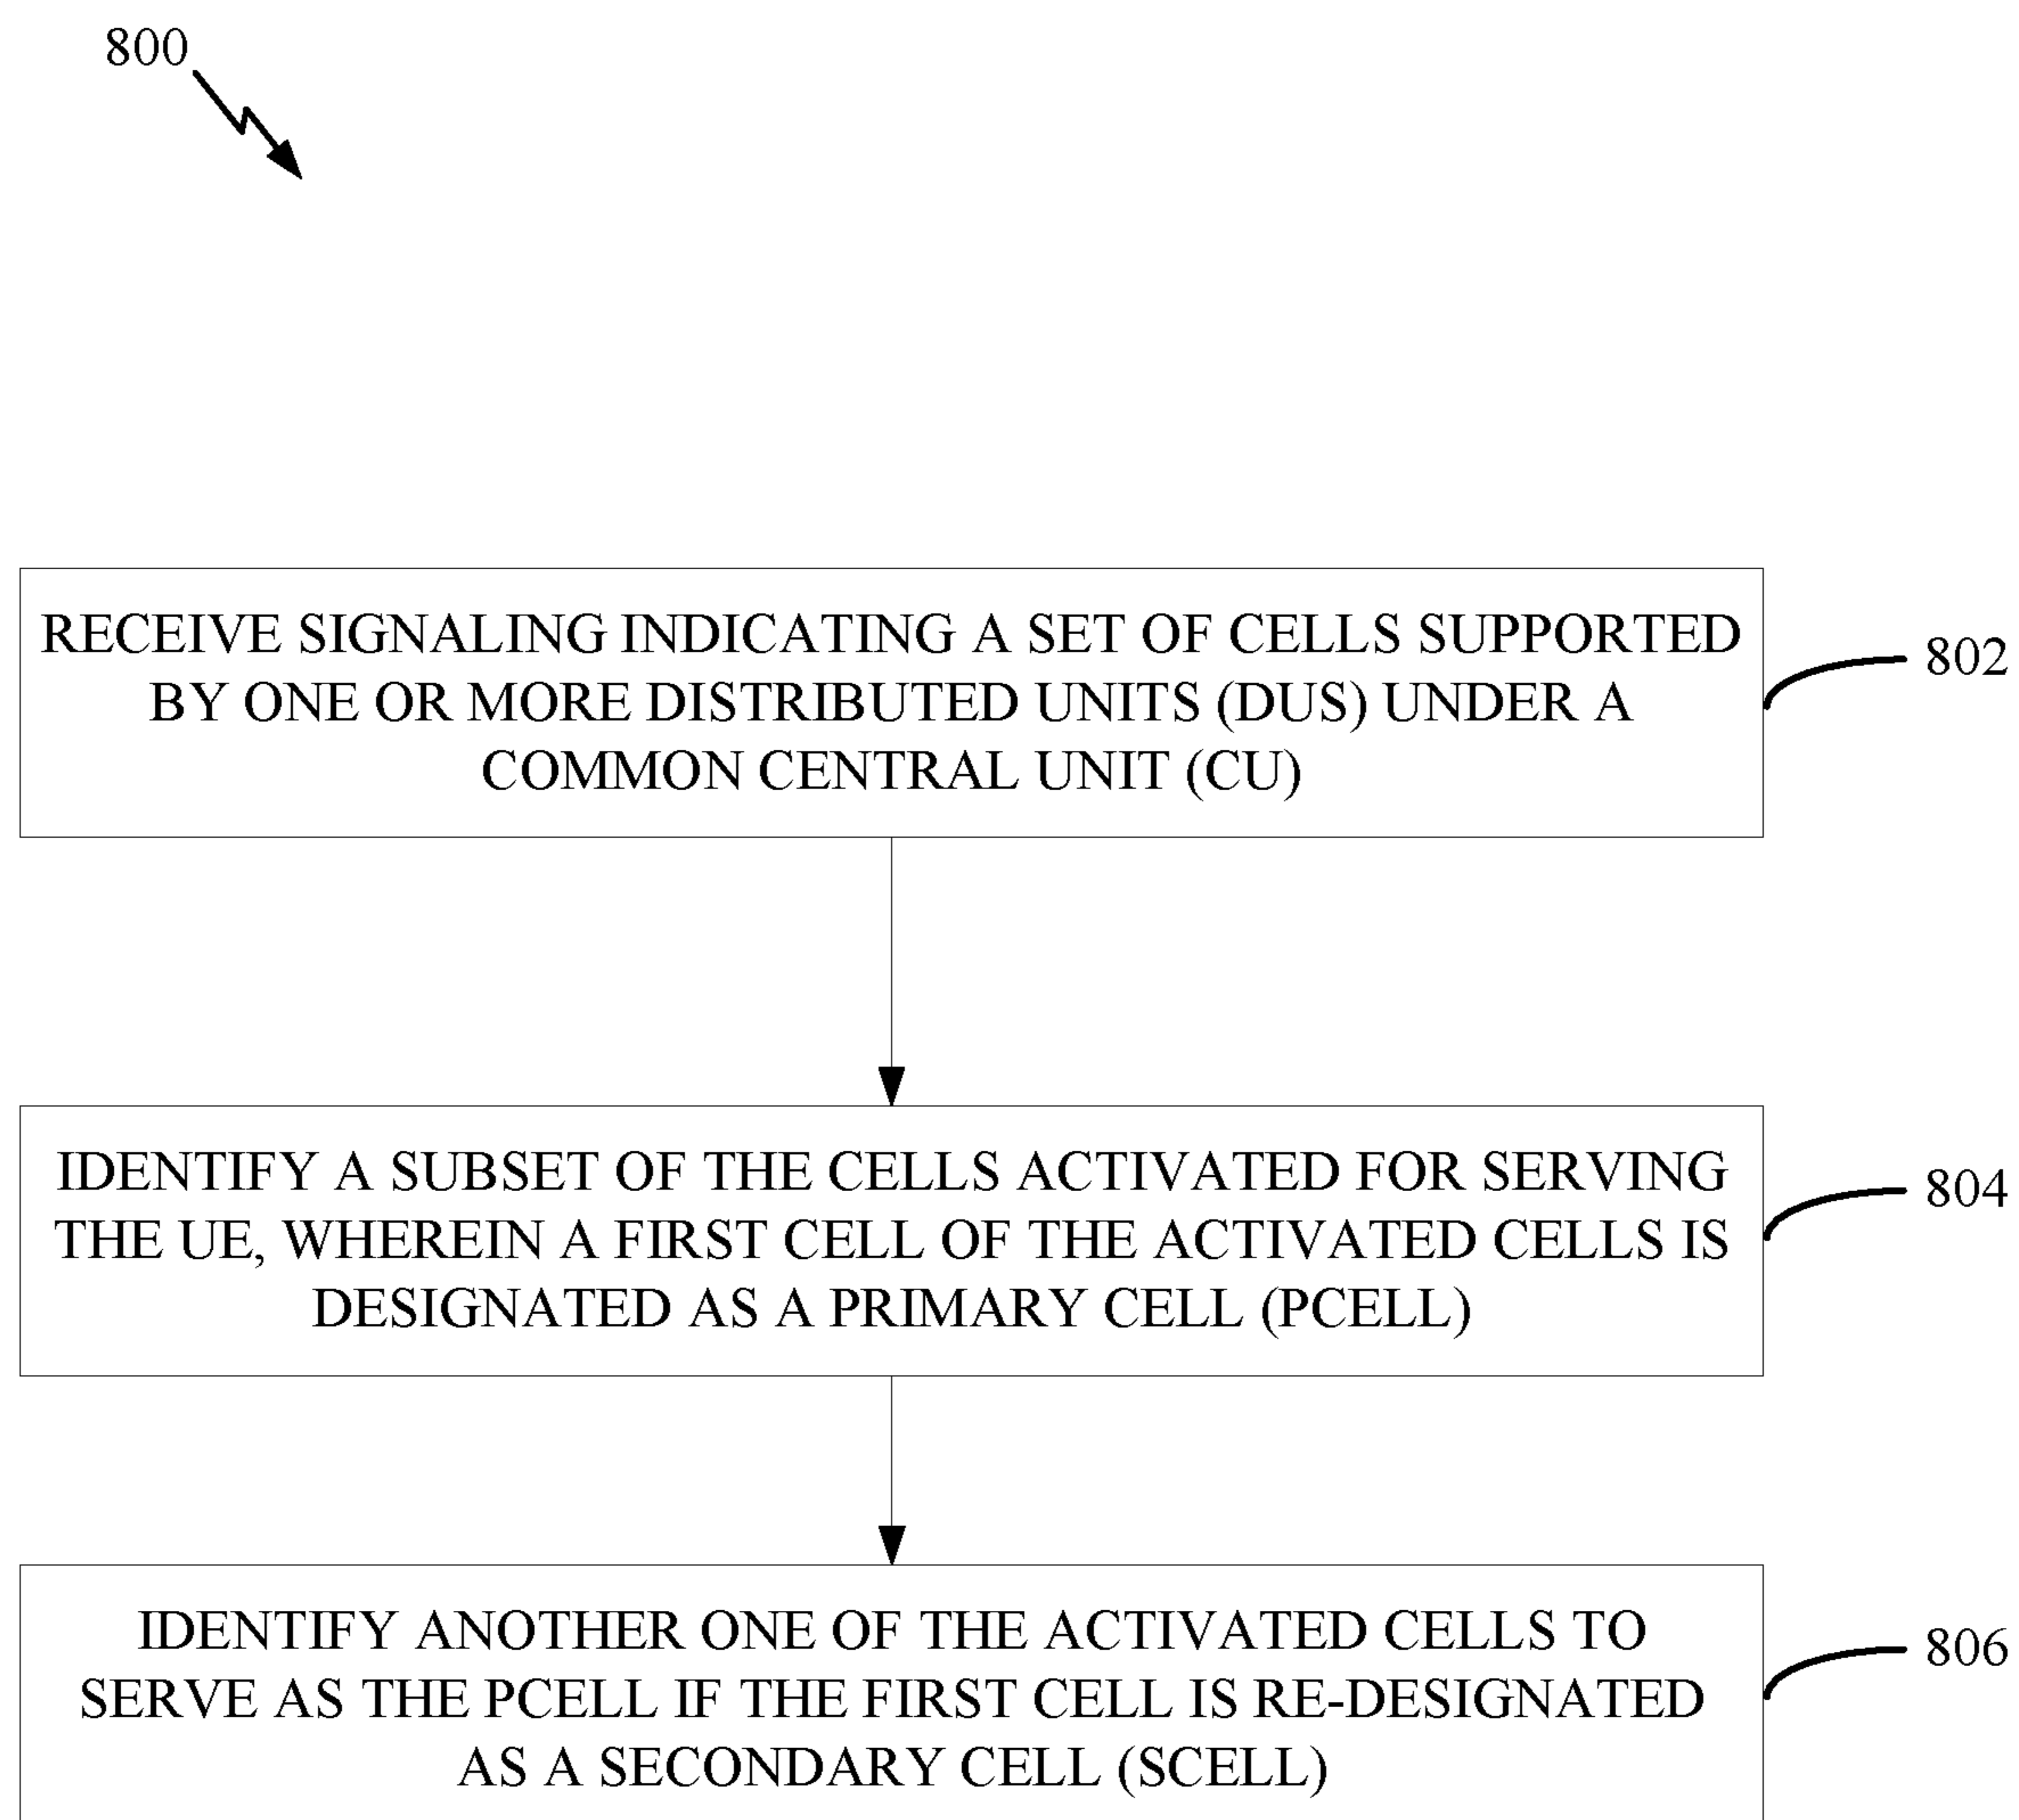 800
RECEIVE SIGNALING INDICATING A SET OF CELLS SUPPORTED
BY ONE OR MORE DISTRIBUTED UNITS (DUS) UNDER A
COMMON CENTRAL UNIT (CU)
802
IDENTIFY A SUBSET OF THE CELLS ACTIVATED FOR SERVING
THE UE, WHEREIN A FIRST CELL OF THE ACTIVATED CELLS IS
DESIGNATED AS A PRIMARY CELL (PCELL)
804
IDENTIFY ANOTHER ONE OF THE ACTIVATED CELLS TO
SERVE AS THE PCELL IF THE FIRST CELL IS RE-DESIGNATED
AS A SECONDARY CELL (SCELL)
806